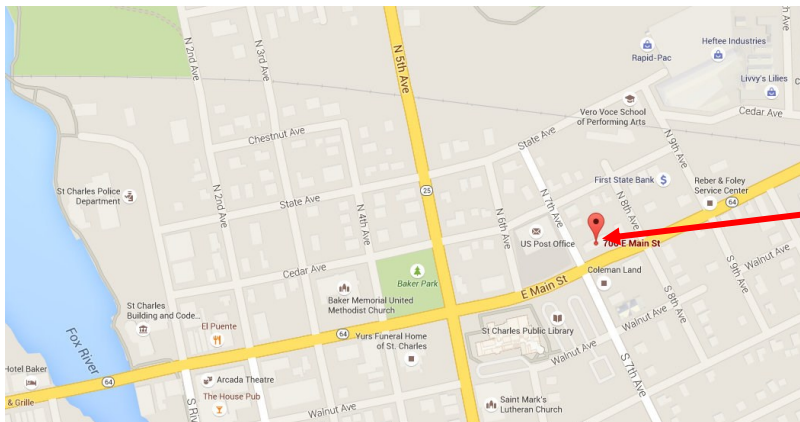 N 2nd Ave
N 3rd Ave
N 5th Ave
Heftee Industries
Rapid-Pac
Livvy's Lilies
Cedar Ave
Vero Voce School
of Performing Arts
Chestnut Ave
State Ave
N 9th Ave
St Charles Police
Department
N 2nd Ave
State Ave
25
First State Bank
Reber & Foley
Service Center
64
N 4th Ave
N 6th Ave
N 7th Ave
N 8th Ave
US Post Office
700 E Main St
Cedar Ave
Baker Park
Coleman Land
Walnut Ave
S 9th Ave
E Main St
S 8th Ave
Baker Memorial United
Methodist Church
St Charles
Building and Code...
El Puente
64
Yurs Funeral Home
of St. Charles
St Charles Public Library
Walnut Ave
Walnut Ave
S 7th Ave
Fox River
Hotel Baker
64
Arcada Theatre
& Grille
The House Pub
Walnut Ave
Saint Mark's
Lutheran Church